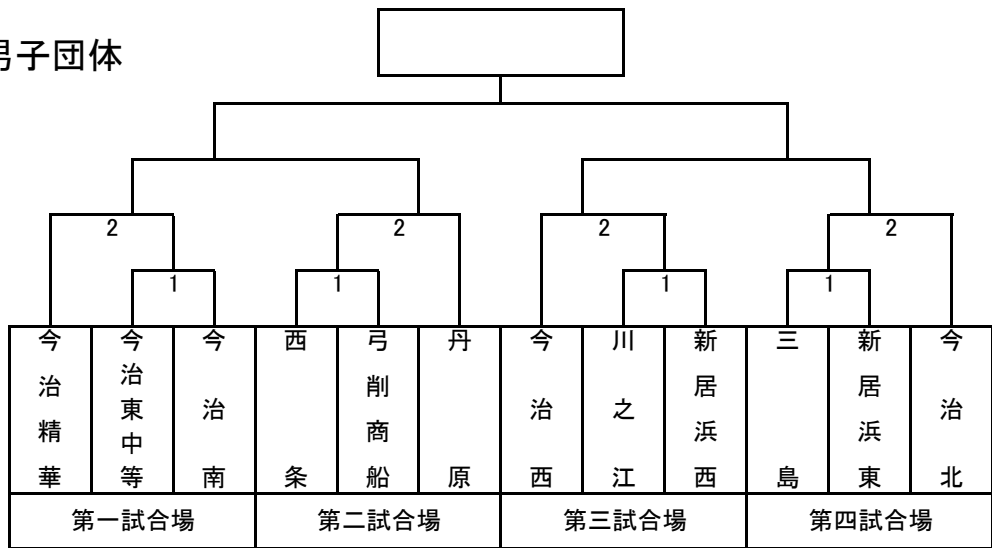 男子団体
2
2
2
2
1
1
1
1
今治精華
今治東中等
今治南
西条
弓削商船
丹原
今治西
川之江
新居浜西
三島
新居浜東
今治北
第一試合場
第二試合場
第三試合場
第四試合場